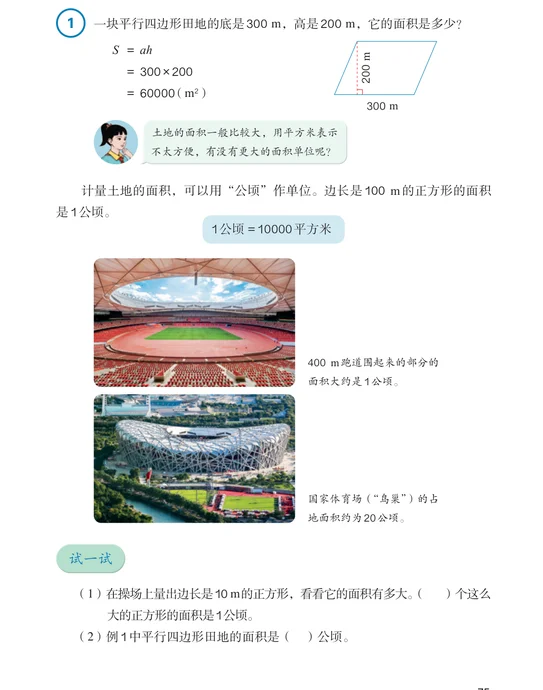 1 一块平行四边形田地的底是300 m，高是200 m，它的面积是多少？
S = ah
= 300×200
= 60000（m²）
200 m
300 m
土地的面积一般比较大，用平方米表示
不太方便，有没有更大的面积单位呢？
计量土地的面积，可以用“公顷”作单位。边长是100 m的正方形的面积
是1公顷。
1公顷＝10000平方米
400 m跑道围起来的部分的
面积大约是1公顷。
国家体育场（“鸟巢”）的占
地面积约为20公顷。
试一试
（1）在操场上量出边长是10 m的正方形，看看它的面积有多大。（　　）个这么
大的正方形的面积是1公顷。
（2）例1中平行四边形田地的面积是（　　）公顷。